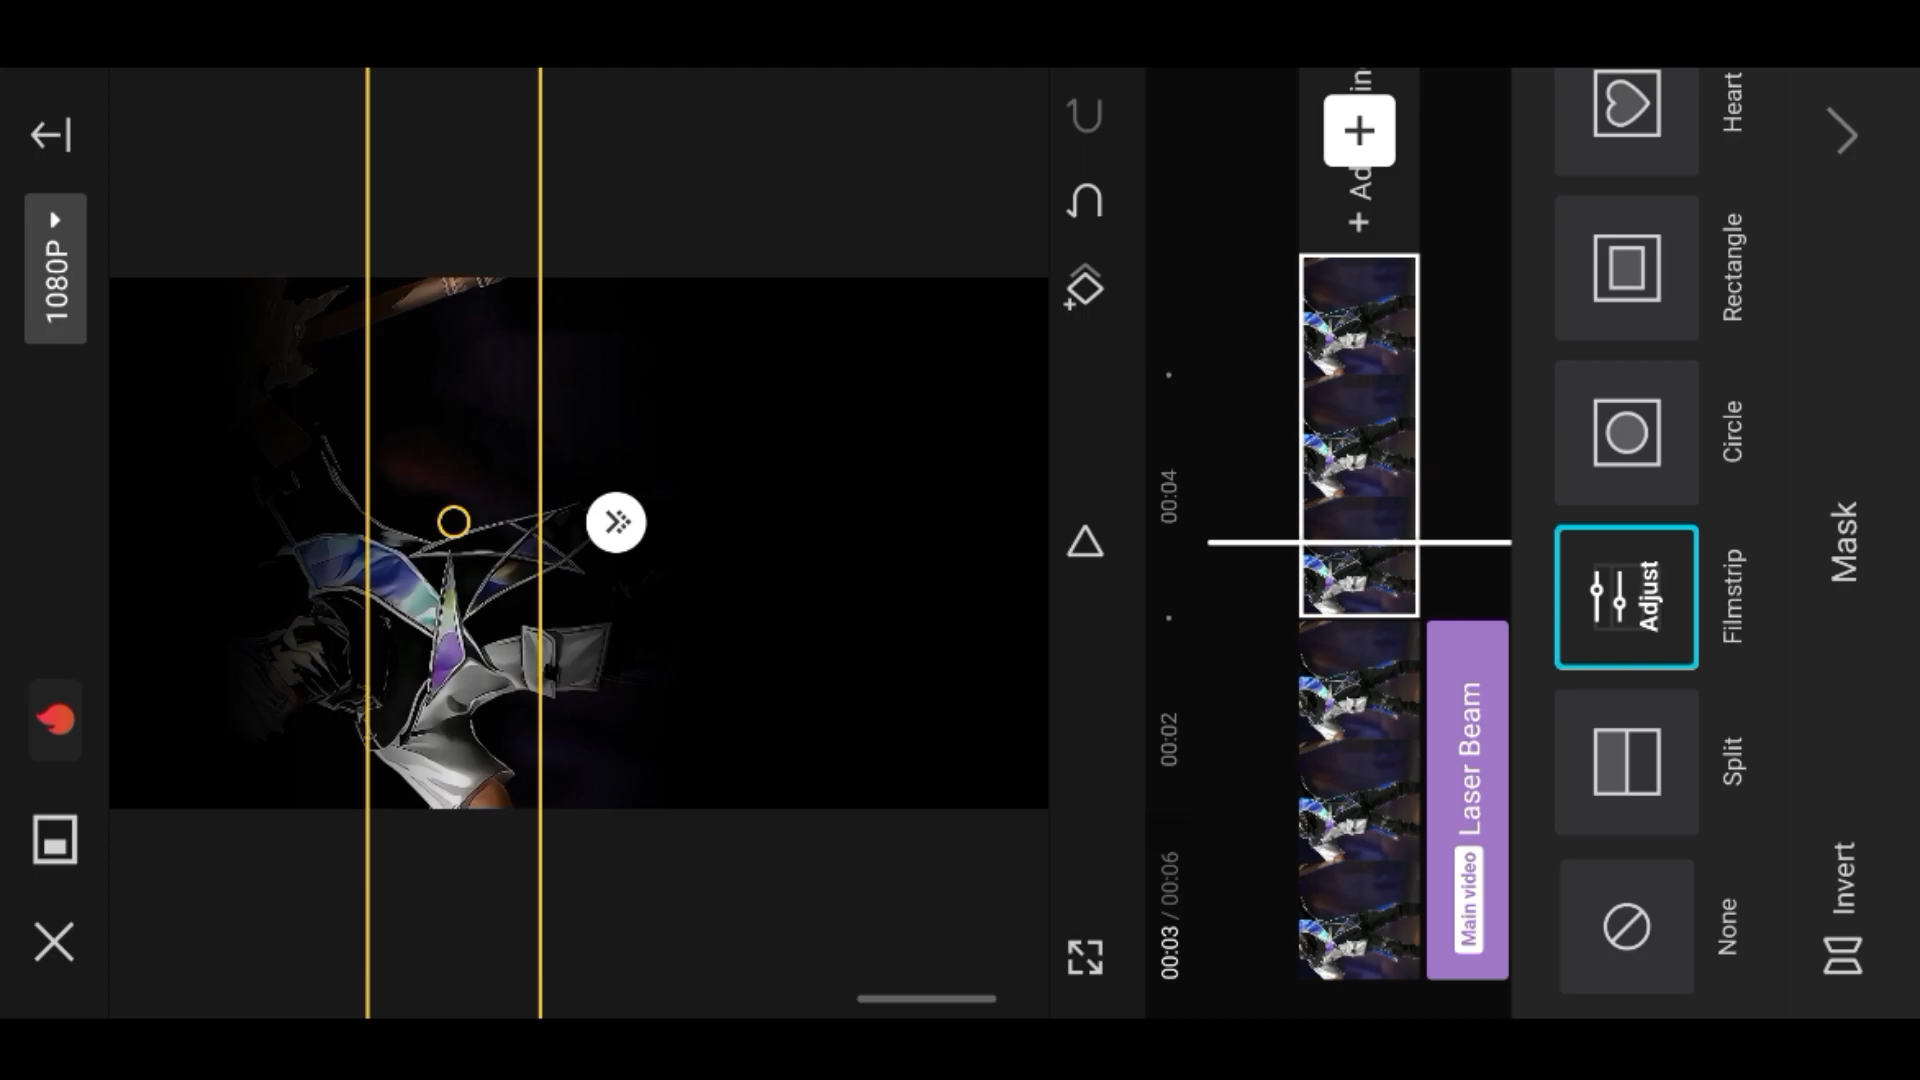 1080P
00:03 / 00:06
00:02
00:04
+ Ad
in
Main video
Laser Beam
None
Split
Adjust
Filmstrip
Circle
Rectangle
Heart
Invert
Mask